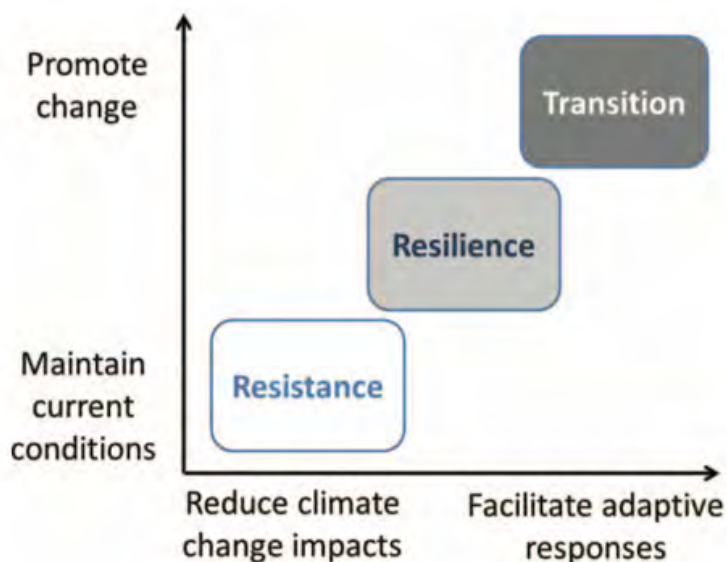 Promote
change
Transition
Resilience
Maintain
current
conditions
Resistance
Reduce climate
change impacts
Facilitate adaptive
responses